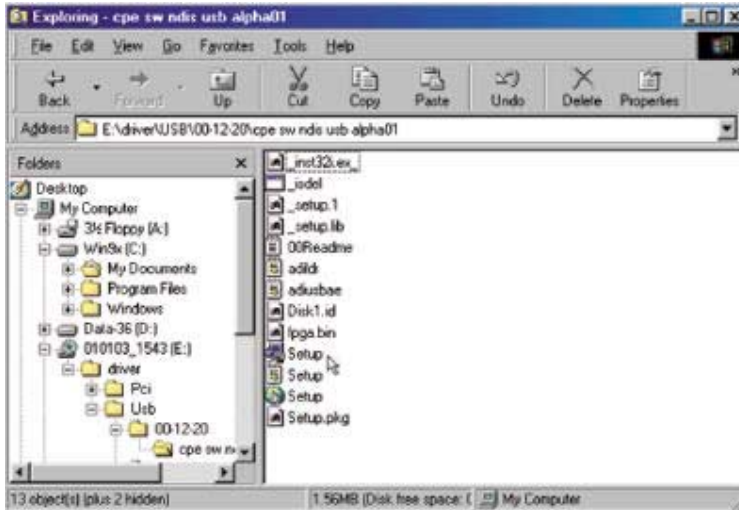 Exploring - cpe sw ndis usb alpha01
File Edit View Go Favorites Tools Help
Back Forward Up Cut Copy Paste Undo Delete Properties
Address E:\driver\USB\00-12-20\cpe sw ndis usb alpha01
Folders
Desktop
My Computer
3½ Floppy (A:)
Win9x (C:)
My Documents
Program Files
Windows
Data-36 (D:)
010103_1543 (E:)
driver
Pci
Usb
00-12-20
cpe sw n
_inst32i.ex_
_isdel
_setup.1
_setup.lib
00Readme
adildr
adiusbae
Disk1.id
fpga.bin
Setup
Setup
Setup
Setup.pkg
13 object(s) (plus 2 hidden) 1.56MB (Disk free space: ( My Computer